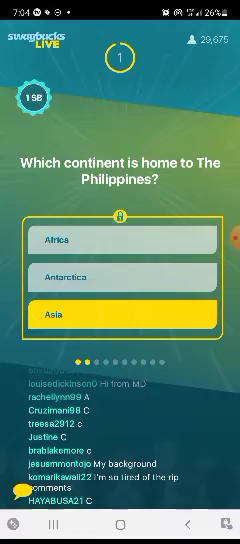 7:04
26%
swagbucks
LIVE
1
29,675
1 SB
Which continent is home to The
Philippines?
Africa
Antarctica
Asia
louisedickinson0 Hi from MD
rachellynn99 A
Cruzimani98 C
treesa2912 c
Justine C
brablakemore c
jesusmmontojo My background
komarikawaii22 I'm so tired of the rip
comments
HAYABUSA21 C